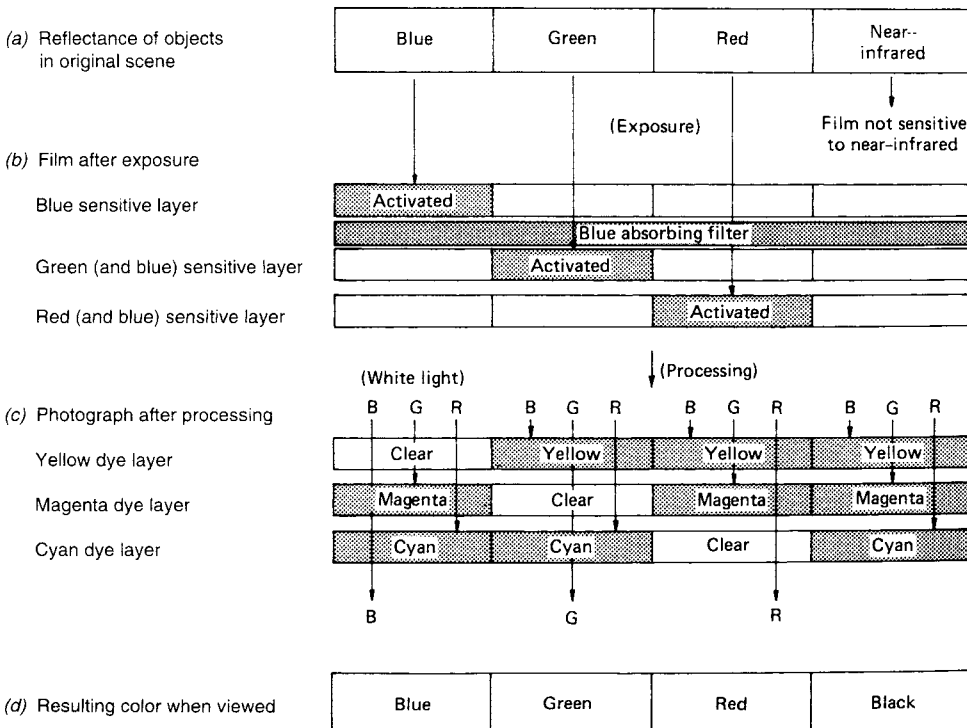 (a) Reflectance of objects
in original scene
Blue
Green
Red
Near--
infrared
(Exposure)
Film not sensitive
to near-infrared
(b) Film after exposure
Blue sensitive layer
Activated
Blue absorbing filter
Green (and blue) sensitive layer
Activated
Red (and blue) sensitive layer
Activated
(White light)
(Processing)
(c) Photograph after processing
B G R B G R B G R B G R
Yellow dye layer
Clear Yellow Yellow Yellow
Magenta dye layer
Magenta Clear Magenta Magenta
Cyan dye layer
Cyan Cyan Clear Cyan
B G R
(d) Resulting color when viewed
Blue Green Red Black